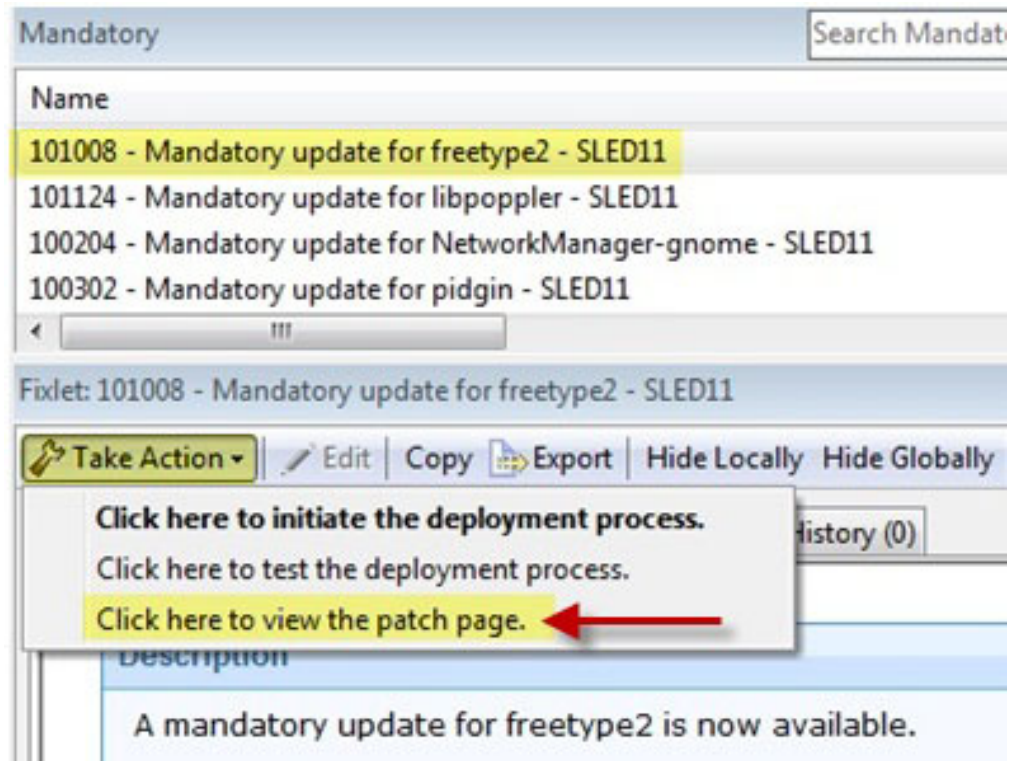 Mandatory Search Mandat
Name
101008 - Mandatory update for freetype2 - SLED11
101124 - Mandatory update for libpoppler - SLED11
100204 - Mandatory update for NetworkManager-gnome - SLED11
100302 - Mandatory update for pidgin - SLED11
Fixlet: 101008 - Mandatory update for freetype2 - SLED11
Take Action Edit Copy Export Hide Locally Hide Globally
Click here to initiate the deployment process.
History (0)
Click here to test the deployment process.
Click here to view the patch page.
Description
A mandatory update for freetype2 is now available.